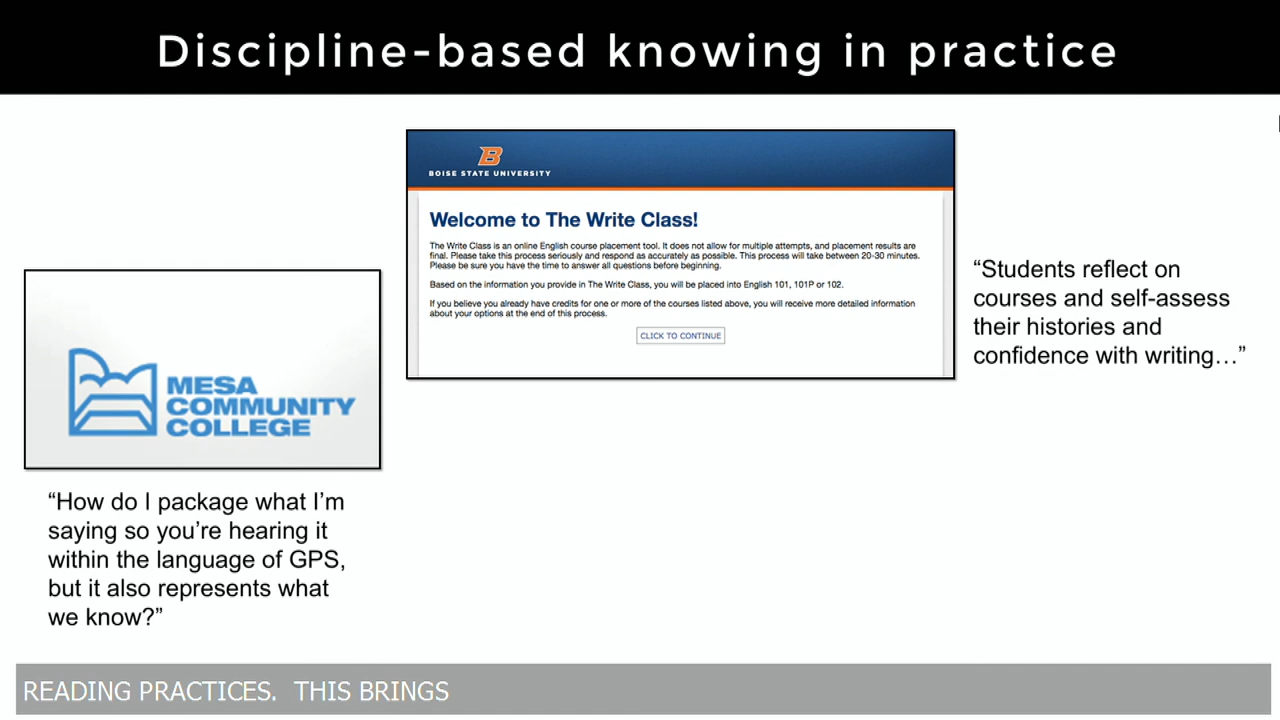 Discipline-based knowing in practice
B
BOISE STATE UNIVERSITY
Welcome to The Write Class!
The Write Class is an online English course placement tool. It does not allow for multiple attempts, and placement results are
final. Please take this process seriously and respond as accurately as possible. This process will take between 20-30 minutes.
Please be sure you have the time to answer all questions before beginning.
Based on the information you provide in The Write Class, you will be placed into English 101, 101P or 102.
If you believe you already have credits for one or more of the courses listed above, you will receive more detailed information
about your options at the end of this process.
CLICK TO CONTINUE
“Students reflect on
courses and self-assess
their histories and
confidence with writing…”
MESA
COMMUNITY
COLLEGE
“How do I package what I’m
saying so you’re hearing it
within the language of GPS,
but it also represents what
we know?”
READING PRACTICES.  THIS BRINGS